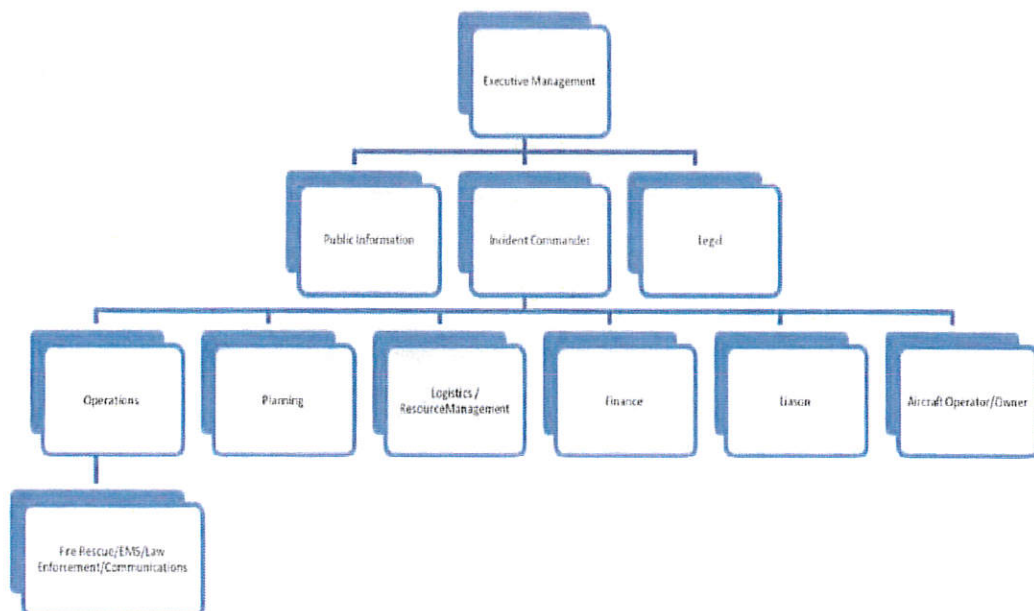 Executive Management
Public Information
Incident Commander
Legal
Operations
Planning
Logistics /
ResourceManagement
Finance
Liason
Aircraft Operator/Owner
Fire Rescue/EMS/Law
Enforcement/Communications